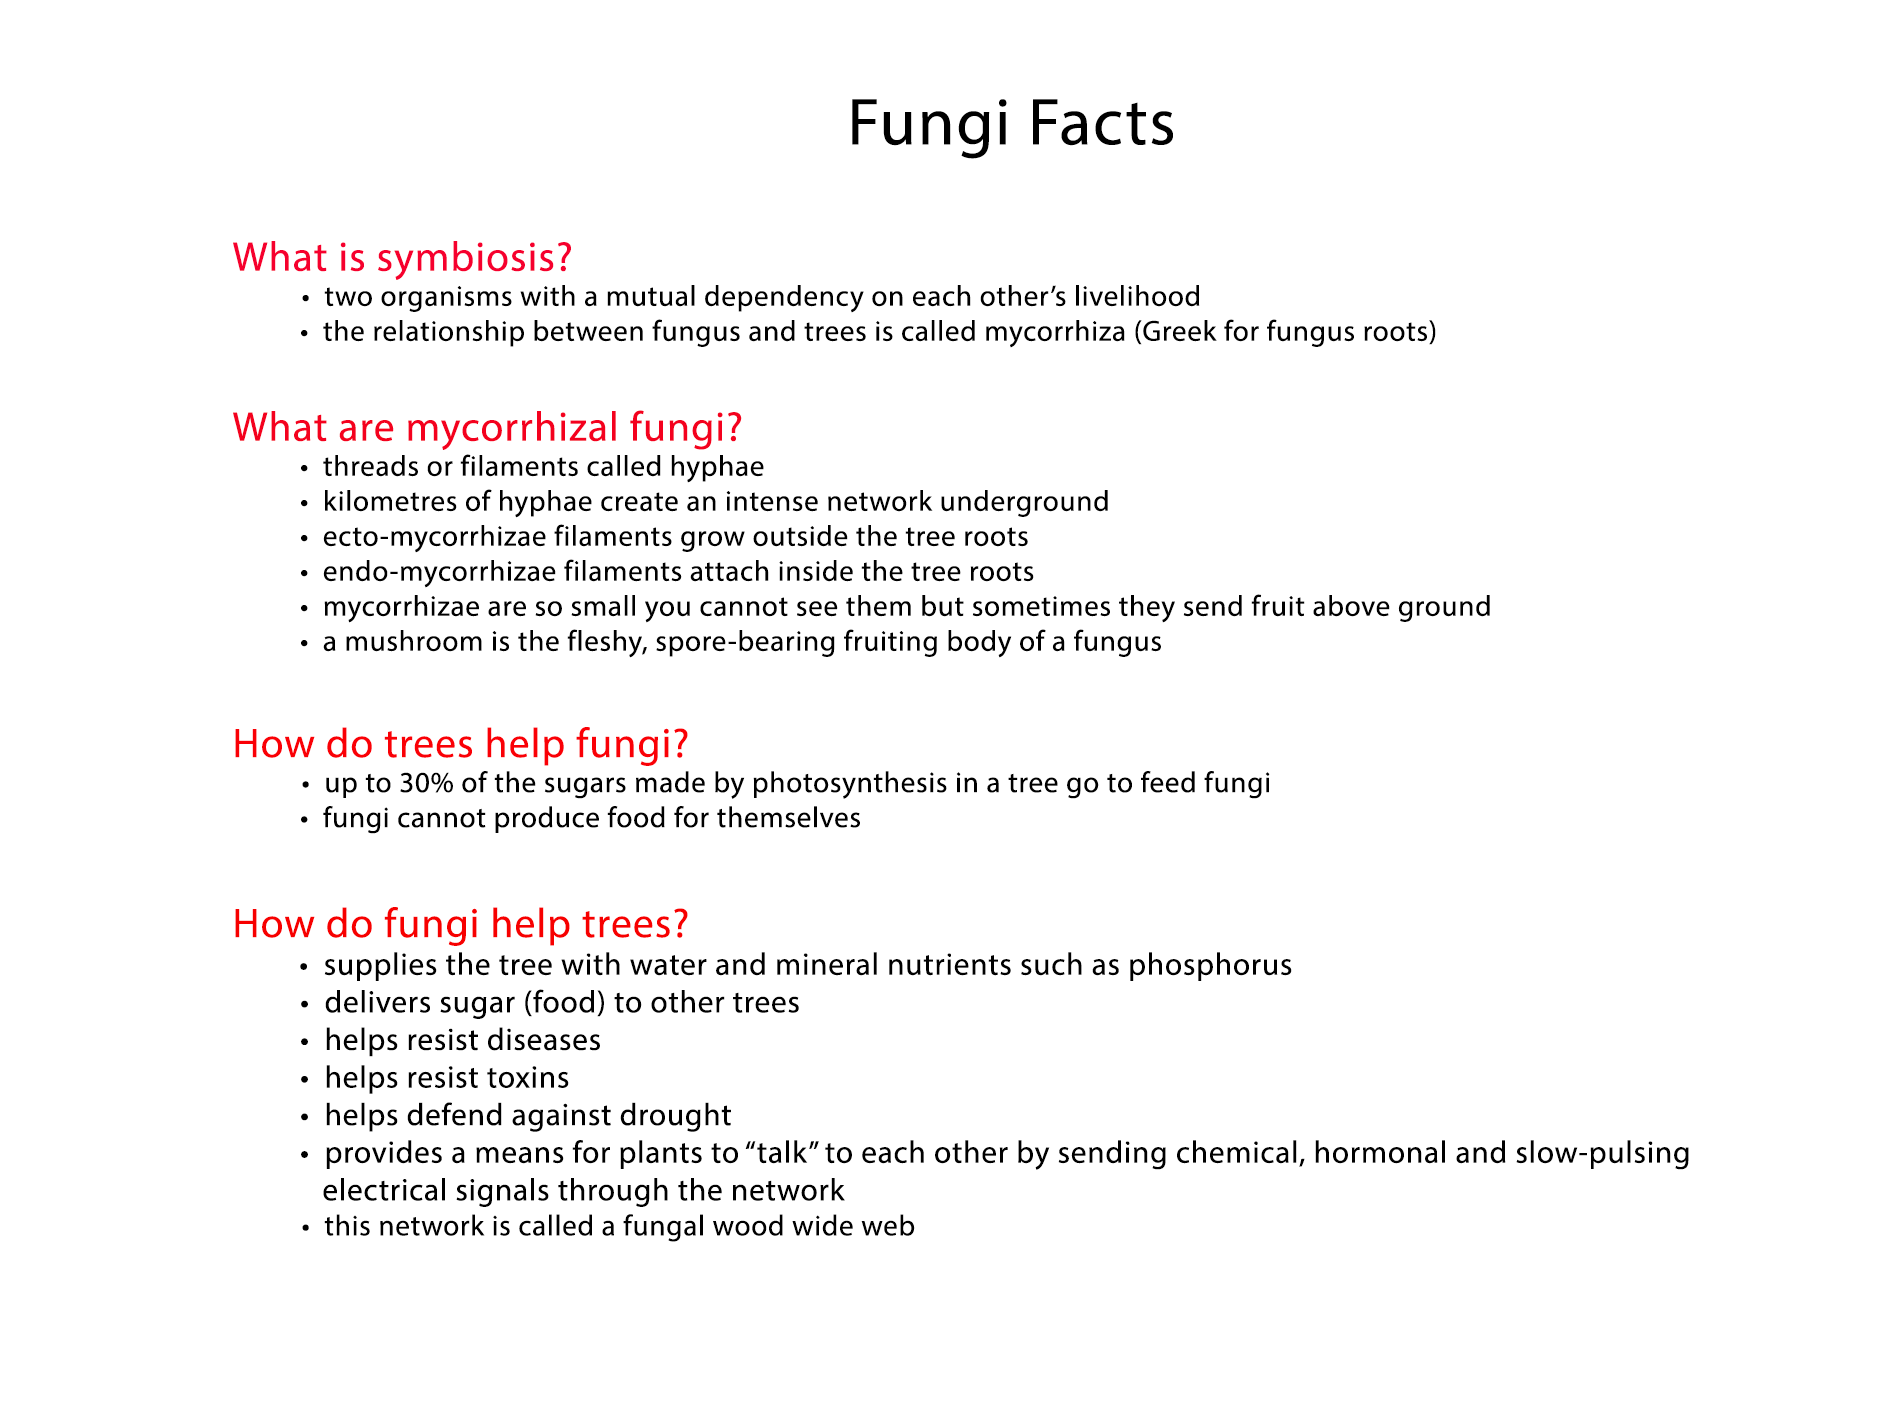 Fungi Facts
What is symbiosis?
• two organisms with a mutual dependency on each other’s livelihood
• the relationship between fungus and trees is called mycorrhiza (Greek for fungus roots)
What are mycorrhizal fungi?
• threads or filaments called hyphae
• kilometres of hyphae create an intense network underground
• ecto-mycorrhizae filaments grow outside the tree roots
• endo-mycorrhizae filaments attach inside the tree roots
• mycorrhizae are so small you cannot see them but sometimes they send fruit above ground
• a mushroom is the fleshy, spore-bearing fruiting body of a fungus
How do trees help fungi?
• up to 30% of the sugars made by photosynthesis in a tree go to feed fungi
• fungi cannot produce food for themselves
How do fungi help trees?
• supplies the tree with water and mineral nutrients such as phosphorus
• delivers sugar (food) to other trees
• helps resist diseases
• helps resist toxins
• helps defend against drought
• provides a means for plants to “talk” to each other by sending chemical, hormonal and slow-pulsing
electrical signals through the network
• this network is called a fungal wood wide web